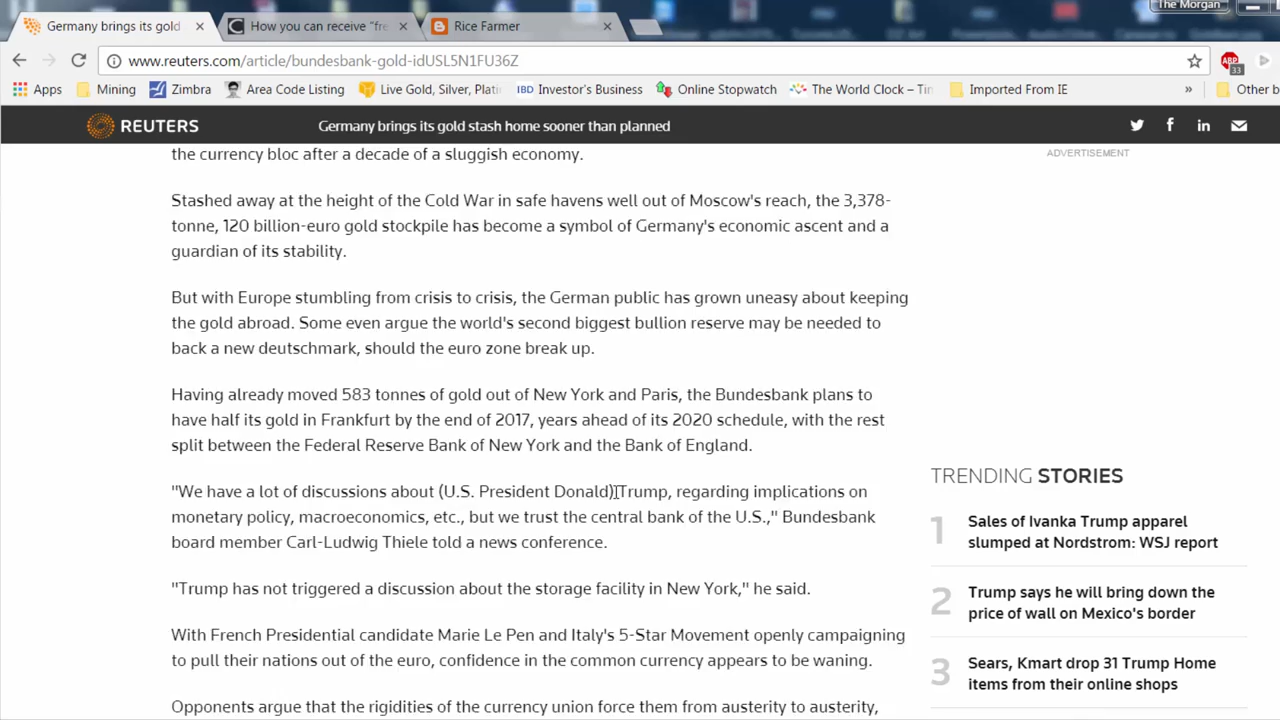 The Morgan
Germany brings its gold
How you can receive "fre
Rice Farmer
www.reuters.com/article/bundesbank-gold-idUSL5N1FU36Z
ABP
33
Apps
Mining
Zimbra
Area Code Listing
Live Gold, Silver, Platin
IBD Investor's Business
Online Stopwatch
The World Clock – Tin
Imported From IE
»
Other b
REUTERS
Germany brings its gold stash home sooner than planned
ADVERTISEMENT
the currency bloc after a decade of a sluggish economy.
Stashed away at the height of the Cold War in safe havens well out of Moscow's reach, the 3,378-
tonne, 120 billion-euro gold stockpile has become a symbol of Germany's economic ascent and a
guardian of its stability.
But with Europe stumbling from crisis to crisis, the German public has grown uneasy about keeping
the gold abroad. Some even argue the world's second biggest bullion reserve may be needed to
back a new deutschmark, should the euro zone break up.
Having already moved 583 tonnes of gold out of New York and Paris, the Bundesbank plans to
have half its gold in Frankfurt by the end of 2017, years ahead of its 2020 schedule, with the rest
split between the Federal Reserve Bank of New York and the Bank of England.
"We have a lot of discussions about (U.S. President Donald) Trump, regarding implications on
monetary policy, macroeconomics, etc., but we trust the central bank of the U.S.," Bundesbank
board member Carl-Ludwig Thiele told a news conference.
"Trump has not triggered a discussion about the storage facility in New York," he said.
With French Presidential candidate Marie Le Pen and Italy's 5-Star Movement openly campaigning
to pull their nations out of the euro, confidence in the common currency appears to be waning.
Opponents argue that the rigidities of the currency union force them from austerity to austerity,
TRENDING STORIES
1
Sales of Ivanka Trump apparel
slumped at Nordstrom: WSJ report
2
Trump says he will bring down the
price of wall on Mexico's border
3
Sears, Kmart drop 31 Trump Home
items from their online shops